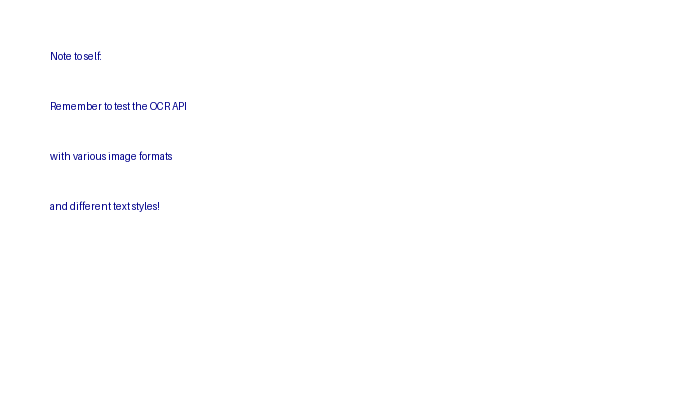 Note to self:
Remember to test the OCR API
with various image formats
and different text styles!